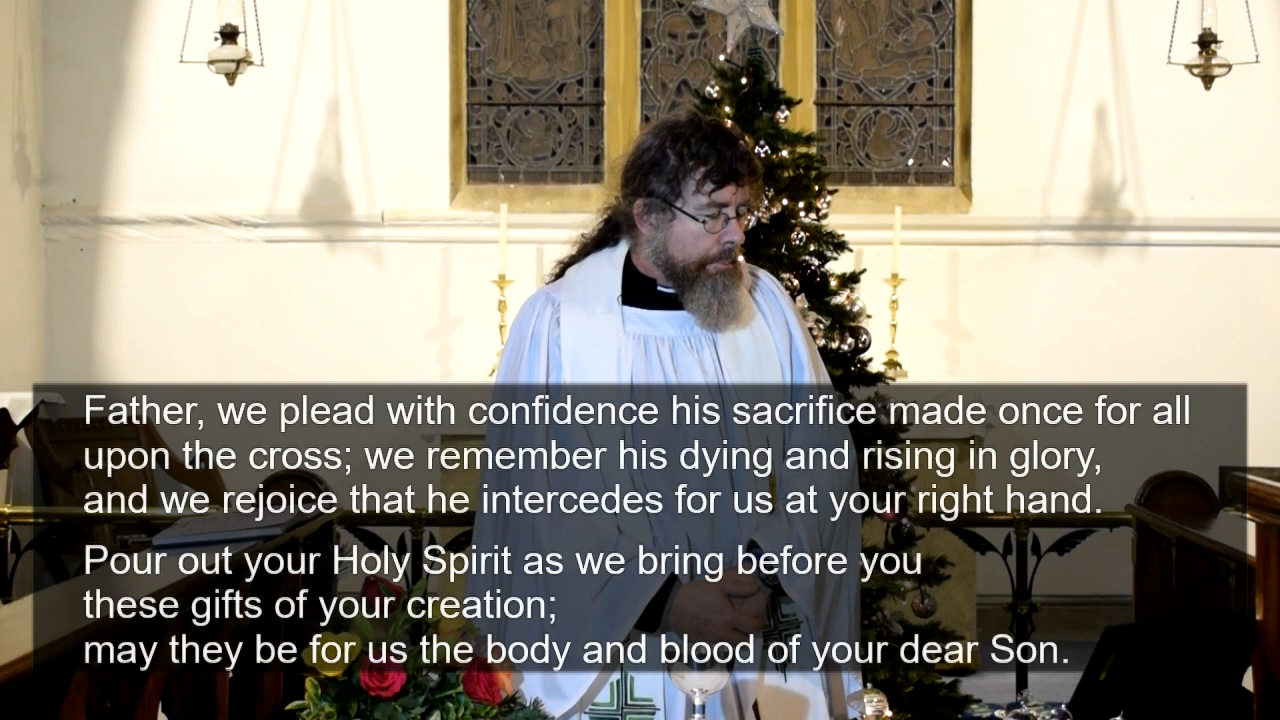 Father, we plead with confidence his sacrifice made once for all
upon the cross; we remember his dying and rising in glory,
and we rejoice that he intercedes for us at your right hand.
Pour out your Holy Spirit as we bring before you
these gifts of your creation;
may they be for us the body and blood of your dear Son.